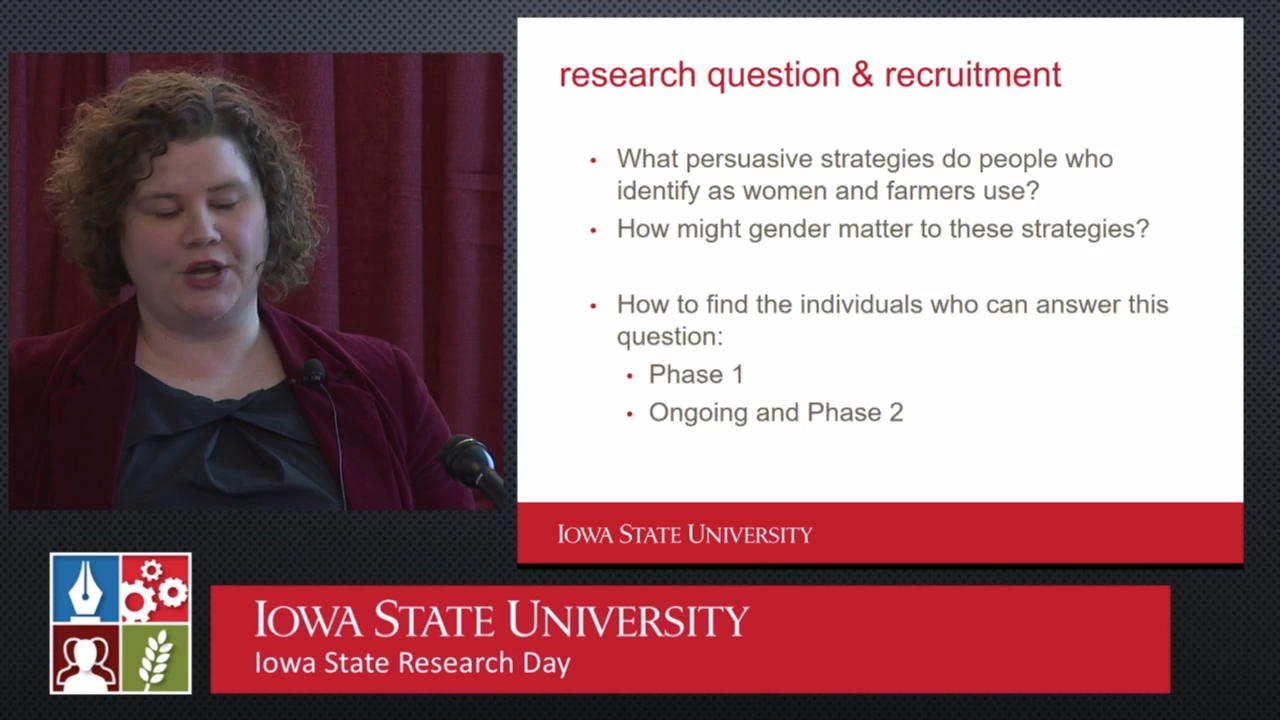 research question & recruitment
• What persuasive strategies do people who
identify as women and farmers use?
• How might gender matter to these strategies?
• How to find the individuals who can answer this
question:
• Phase 1
• Ongoing and Phase 2
IOWA STATE UNIVERSITY
IOWA STATE UNIVERSITY
Iowa State Research Day